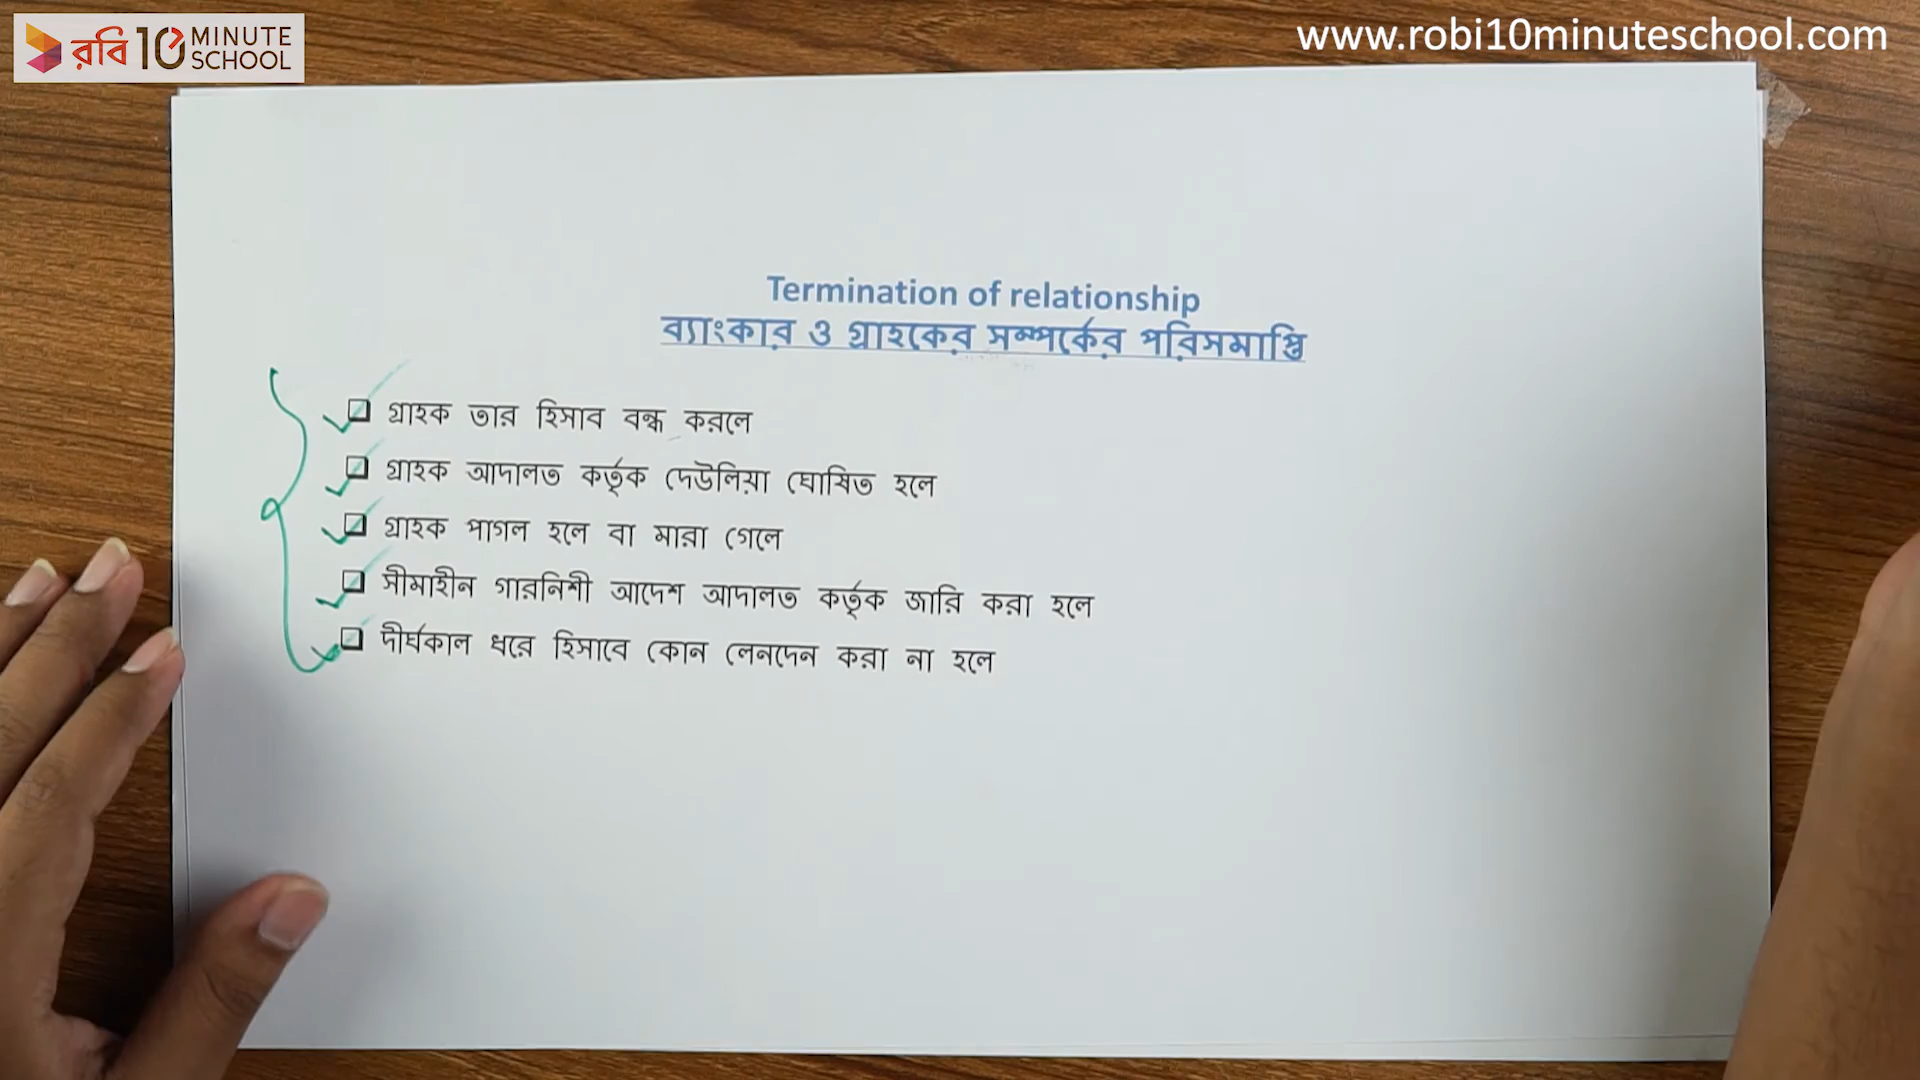 রবি 10 MINUTE SCHOOL
www.robi10minuteschool.com
Termination of relationship
ব্যাংকার ও গ্রাহকের সম্পর্কের পরিসমাপ্তি
গ্রাহক তার হিসাব বন্ধ করলে
গ্রাহক আদালত কর্তৃক দেউলিয়া ঘোষিত হলে
গ্রাহক পাগল হলে বা মারা গেলে
সীমাহীন গারনিশী আদেশ আদালত কর্তৃক জারি করা হলে
দীর্ঘকাল ধরে হিসাবে কোন লেনদেন করা না হলে